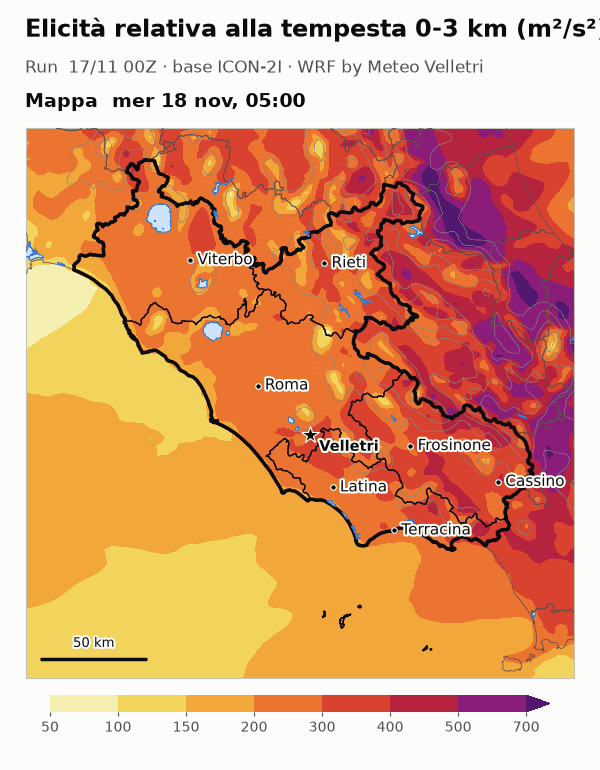 Elicità relativa alla tempesta 0-3 km (m²/s²)
Run 17/11 00Z · base ICON-2I · WRF by Meteo Velletri
Mappa mer 18 nov, 05:00
Viterbo
Rieti
Roma
Velletri
Frosinone
Latina
Cassino
Terracina
50 km
50 100 150 200 300 400 500 700